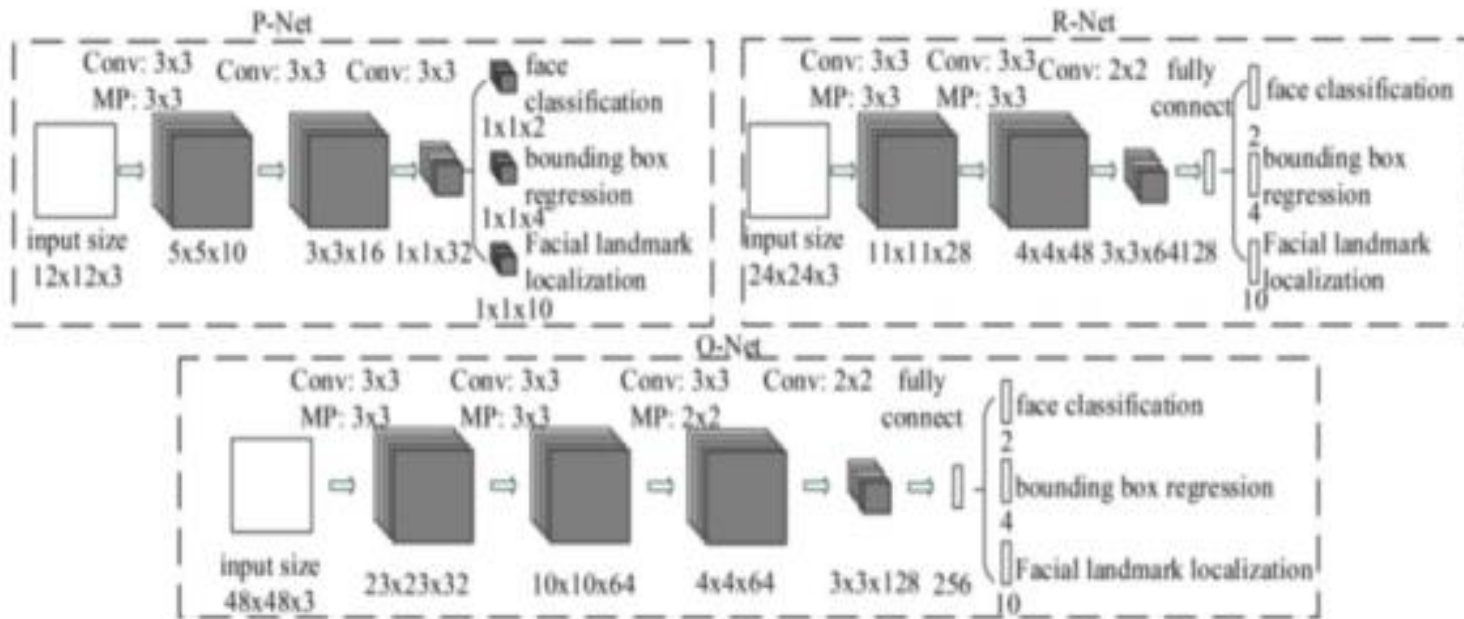 P-Net
Conv: 3x3
MP: 3x3
Conv: 3x3
Conv: 3x3
face
classification
1x1x2
bounding box
regression
1x1x4
Facial landmark
localization
1x1x10
input size
12x12x3
5x5x10
3x3x16
1x1x32
R-Net
Conv: 3x3
MP: 3x3
Conv: 3x3
MP: 3x3
Conv: 2x2
fully
connect
face classification
2
bounding box
regression
4
Facial landmark
localization
10
input size
24x24x3
11x11x28
4x4x48
3x3x64
128
O-Net
Conv: 3x3
MP: 3x3
Conv: 3x3
MP: 3x3
Conv: 3x3
MP: 2x2
Conv: 2x2
fully
connect
face classification
2
bounding box regression
4
Facial landmark localization
10
input size
48x48x3
23x23x32
10x10x64
4x4x64
3x3x128
256